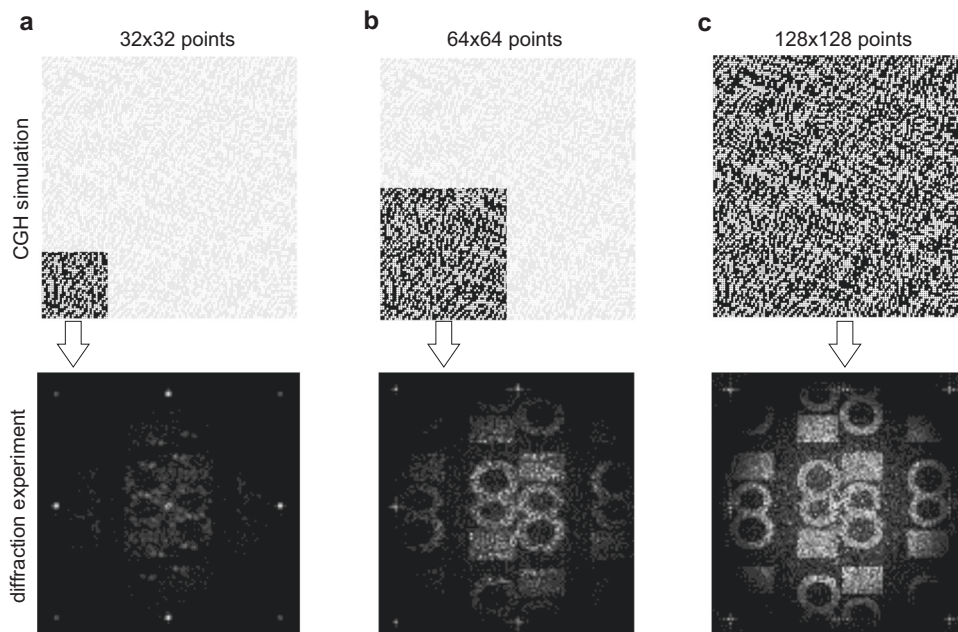 a
32x32 points
b
64x64 points
c
128x128 points
CGH simulation
diffraction experiment